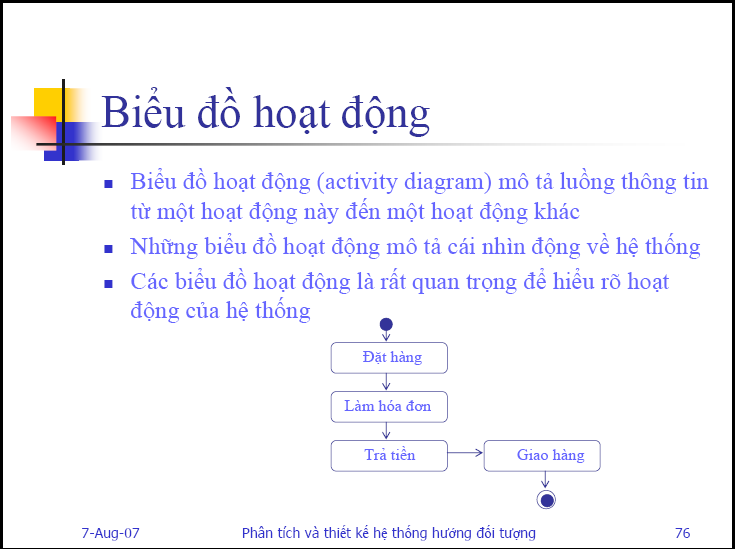 Biểu đồ hoạt động
Biểu đồ hoạt động (activity diagram) mô tả luồng thông tin
từ một hoạt động này đến một hoạt động khác
Những biểu đồ hoạt động mô tả cái nhìn động về hệ thống
Các biểu đồ hoạt động là rất quan trọng để hiểu rõ hoạt
động của hệ thống
Đặt hàng
Làm hóa đơn
Trả tiền
Giao hàng
7-Aug-07
Phân tích và thiết kế hệ thống hướng đối tượng
76